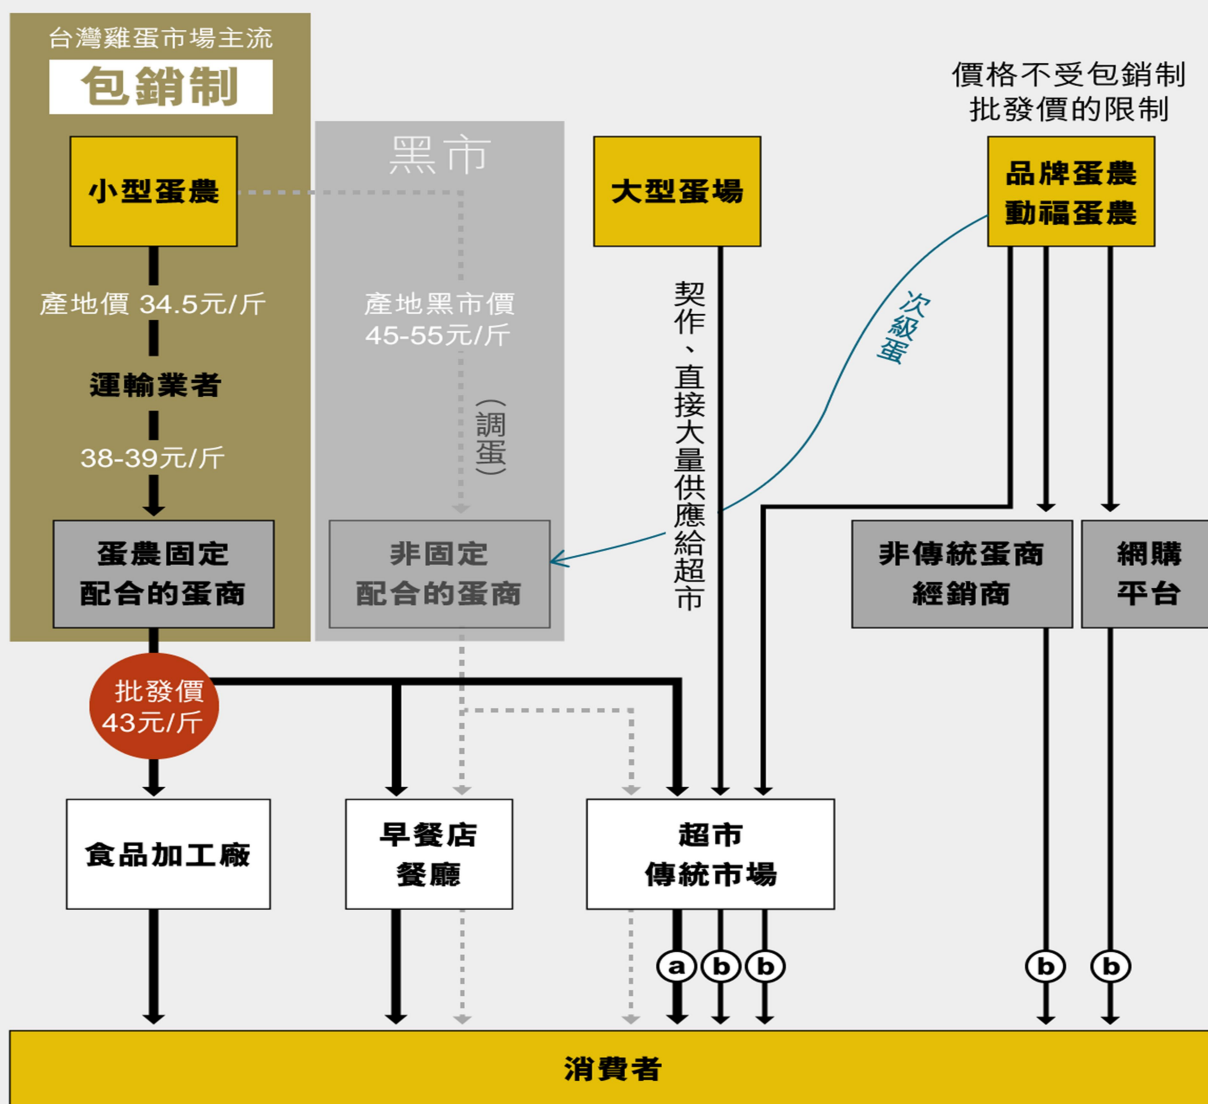 台灣雞蛋市場主流
包銷制
小型蛋農
產地價 34.5元/斤
運輸業者
38-39元/斤
蛋農固定
配合的蛋商
黑市
產地黑市價
45-55元/斤
(調蛋)
非固定
配合的蛋商
大型蛋場
契作、直接大量供應給超市
價格不受包銷制
批發價的限制
品牌蛋農
動福蛋農
次級蛋
非傳統蛋商
經銷商
網購
平台
批發價
43元/斤
食品加工廠
早餐店
餐廳
超市
傳統市場
a
b
b
b
b
消費者